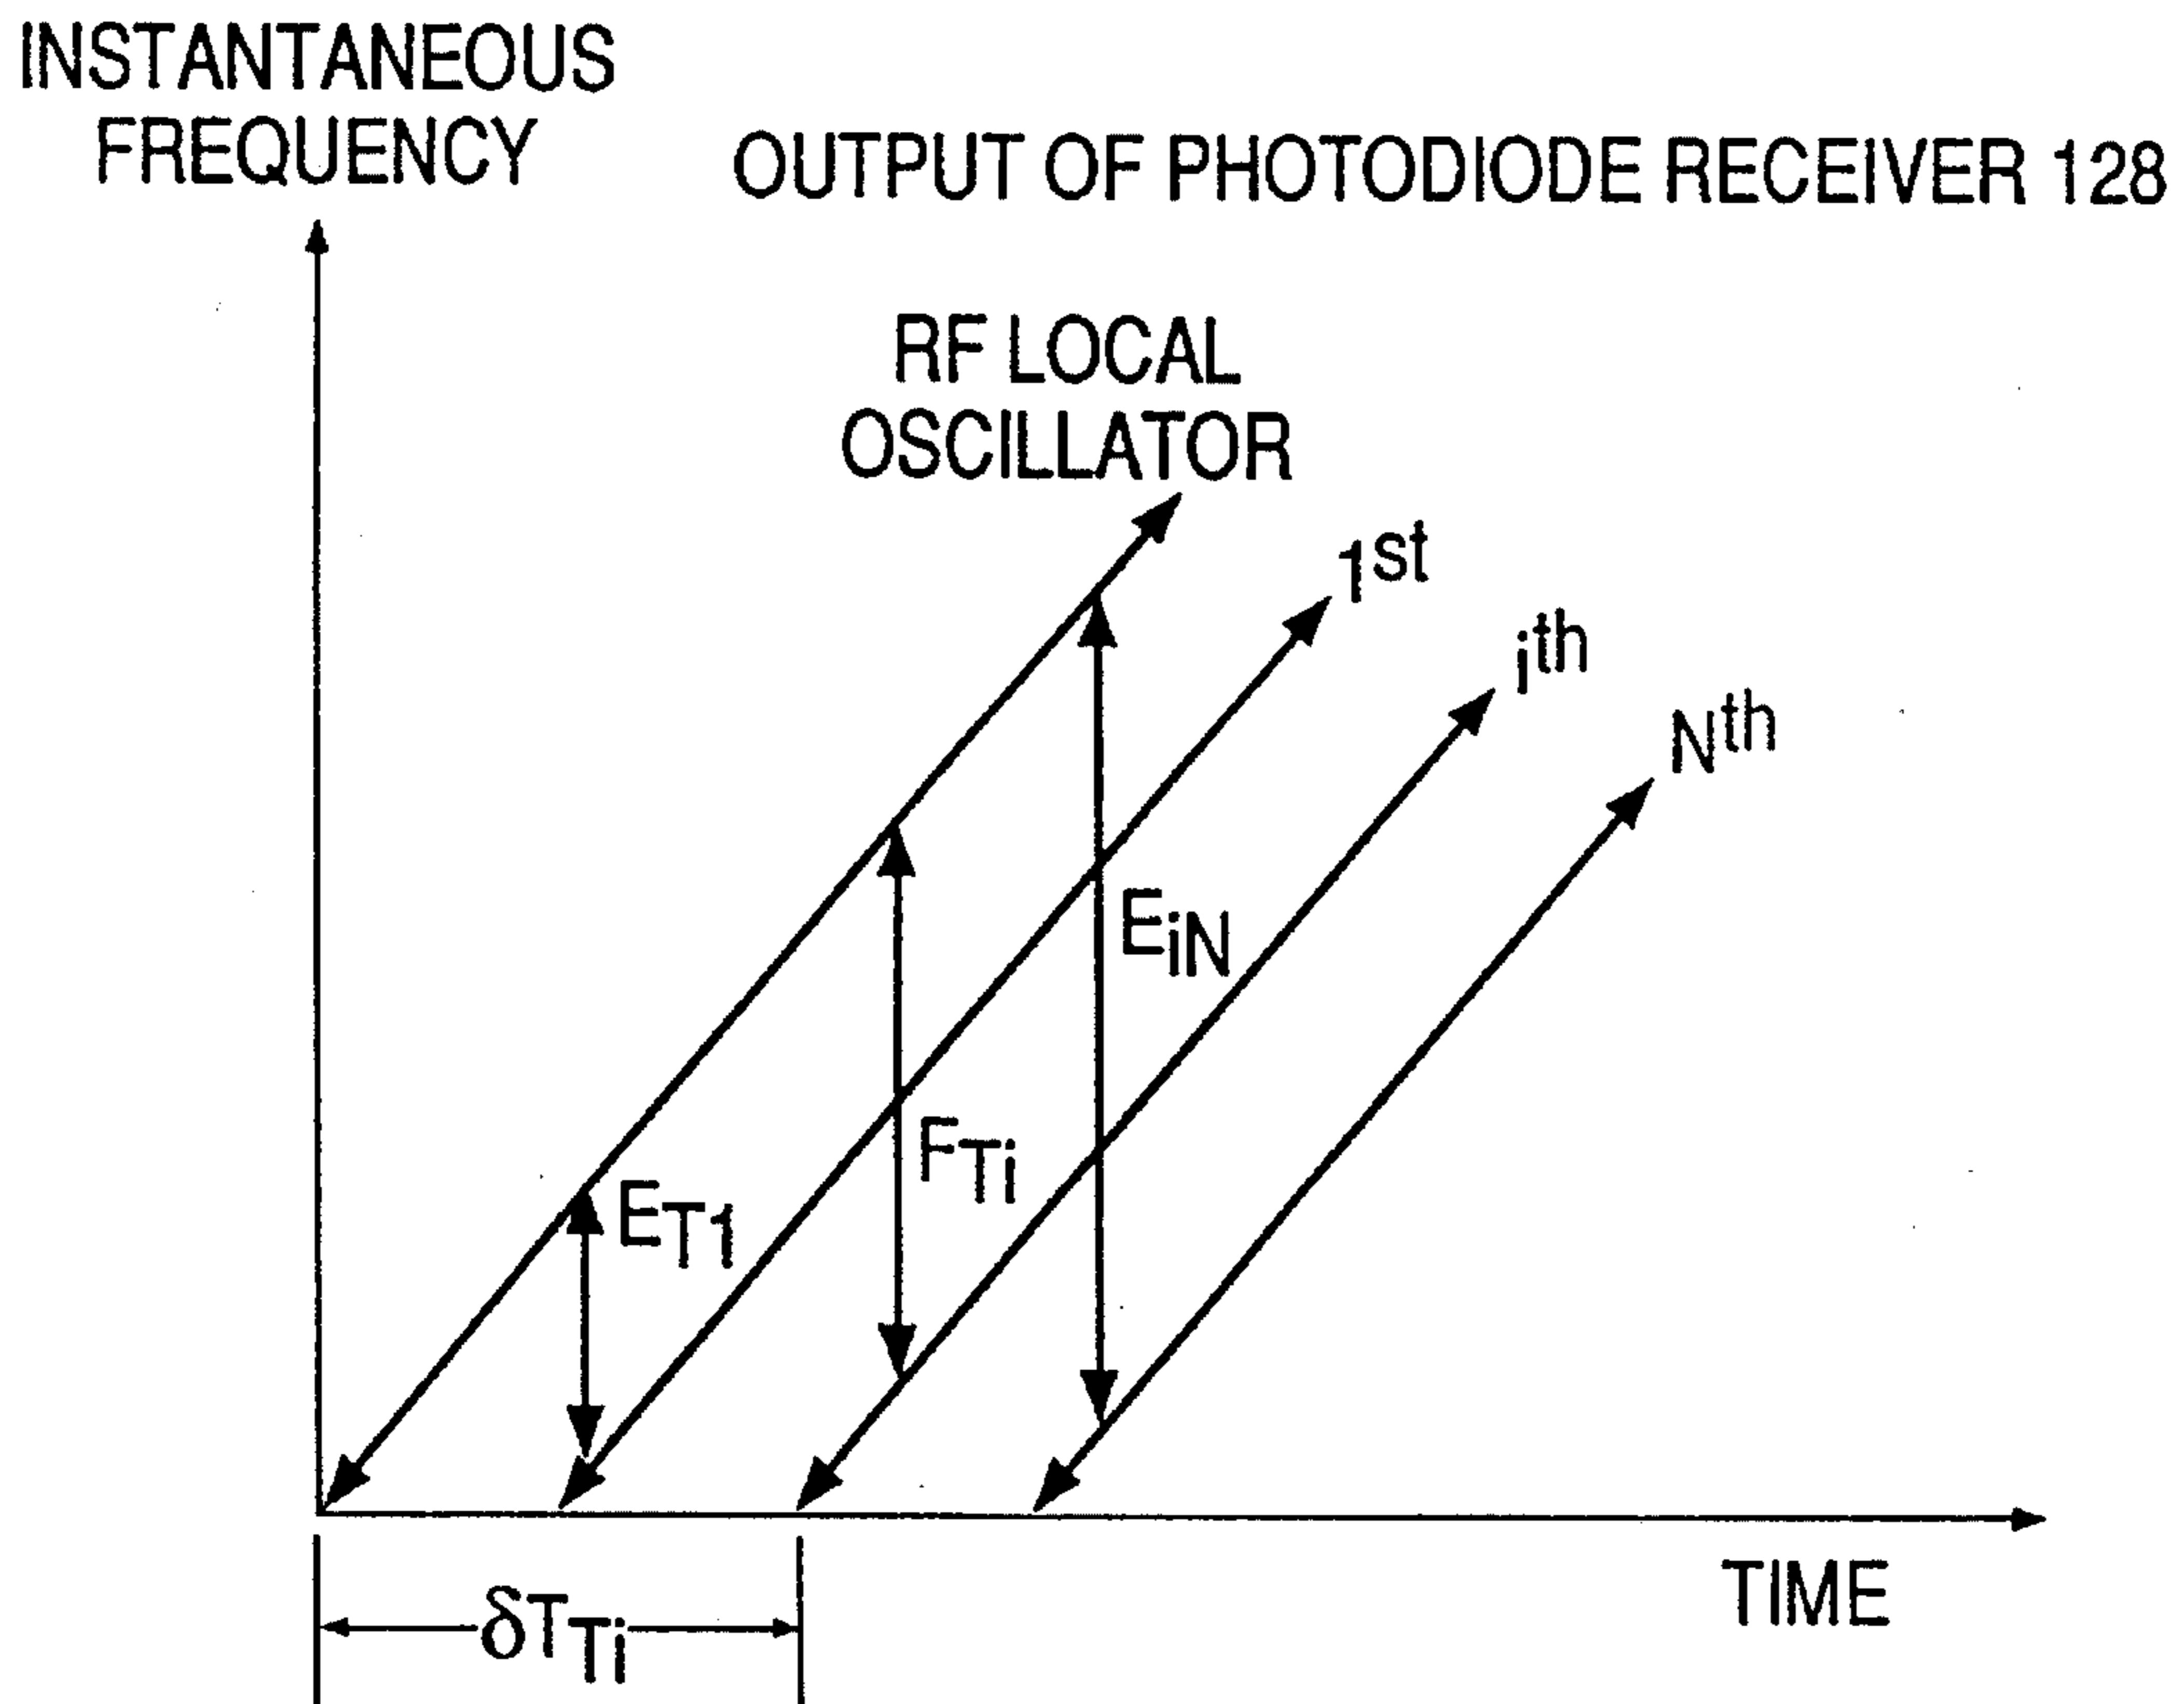 INSTANTANEOUS
FREQUENCY
OUTPUT OF PHOTODIODE RECEIVER 128
RF LOCAL
OSCILLATOR
1st
ith
Nth
EiN
FTi
ET1
TIME
δTTi